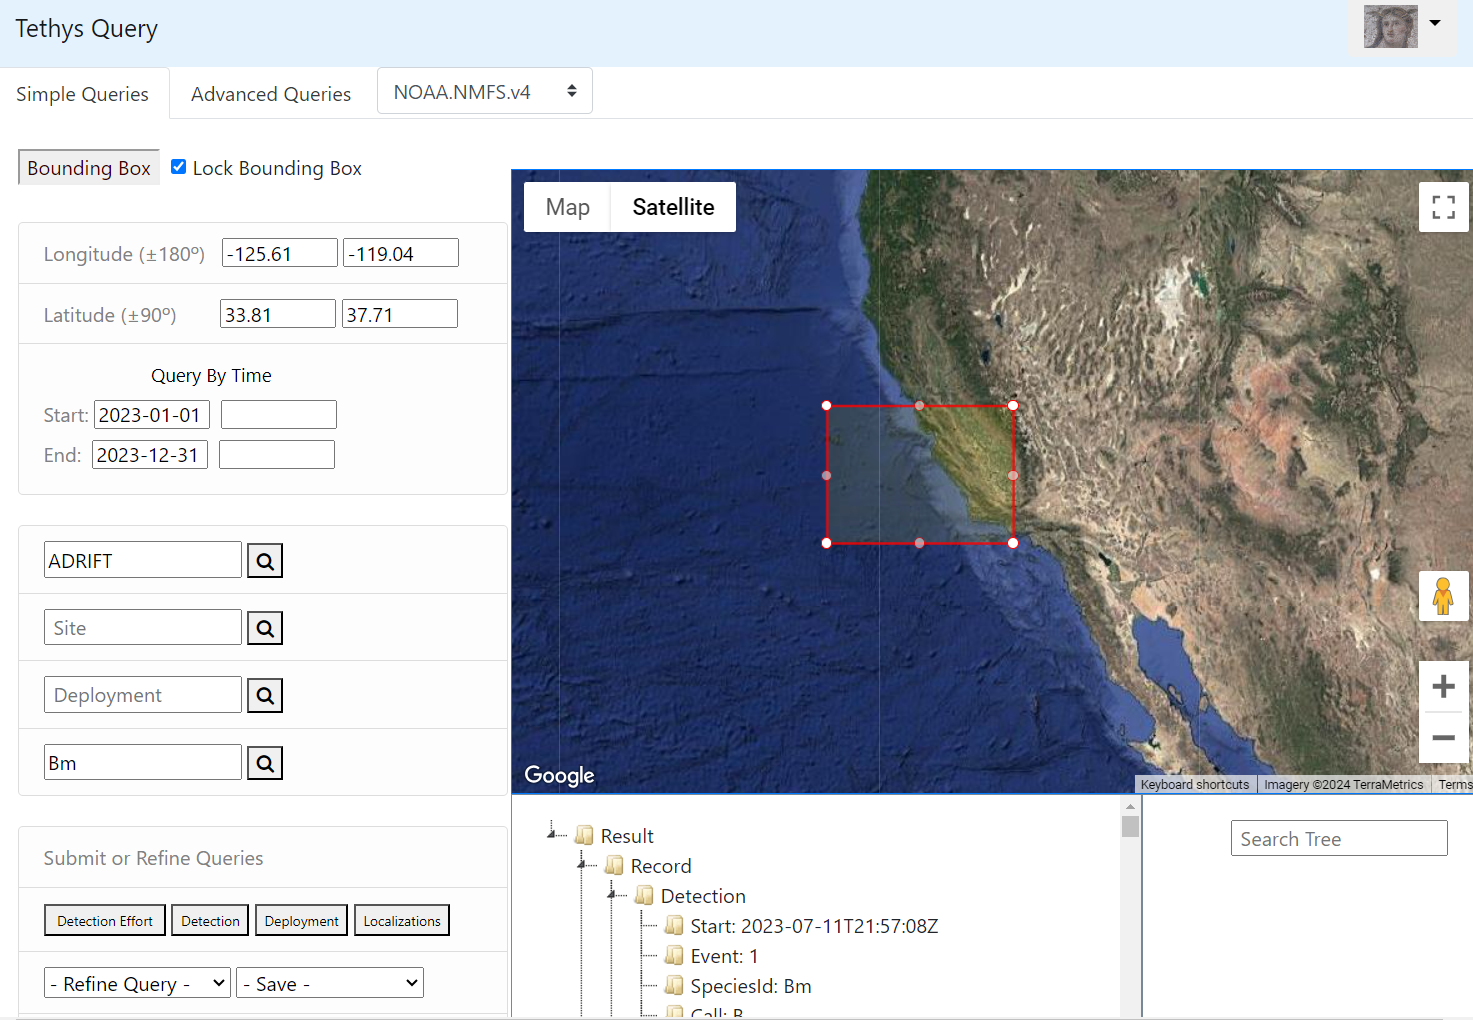 Tethys Query
Simple Queries
Advanced Queries
NOAA.NMFS.v4
Bounding Box
Lock Bounding Box
Longitude (±180º)
-125.61
-119.04
Latitude (±90º)
33.81
37.71
Query By Time
Start:
2023-01-01
End:
2023-12-31
ADRIFT
Site
Deployment
Bm
Submit or Refine Queries
Detection Effort
Detection
Deployment
Localizations
- Refine Query -
- Save -
Map
Satellite
Google
Keyboard shortcuts
Imagery ©2024 TerraMetrics
Terms
Result
Record
Detection
Start: 2023-07-11T21:57:08Z
Event: 1
SpeciesId: Bm
Call: B
Search Tree